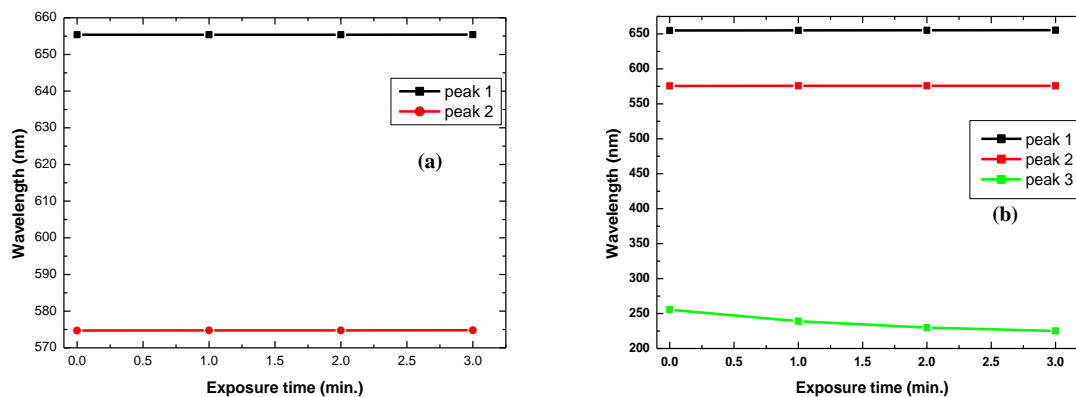 660
650
640
630
620
610
600
590
580
570
Wavelength (nm)
peak 1
peak 2
(a)
0.0 0.5 1.0 1.5 2.0 2.5 3.0
Exposure time (min.)
650
600
550
500
450
400
350
300
250
200
Wavelength (nm)
peak 1
peak 2
peak 3
(b)
0.0 0.5 1.0 1.5 2.0 2.5 3.0
Exposure time (min.)